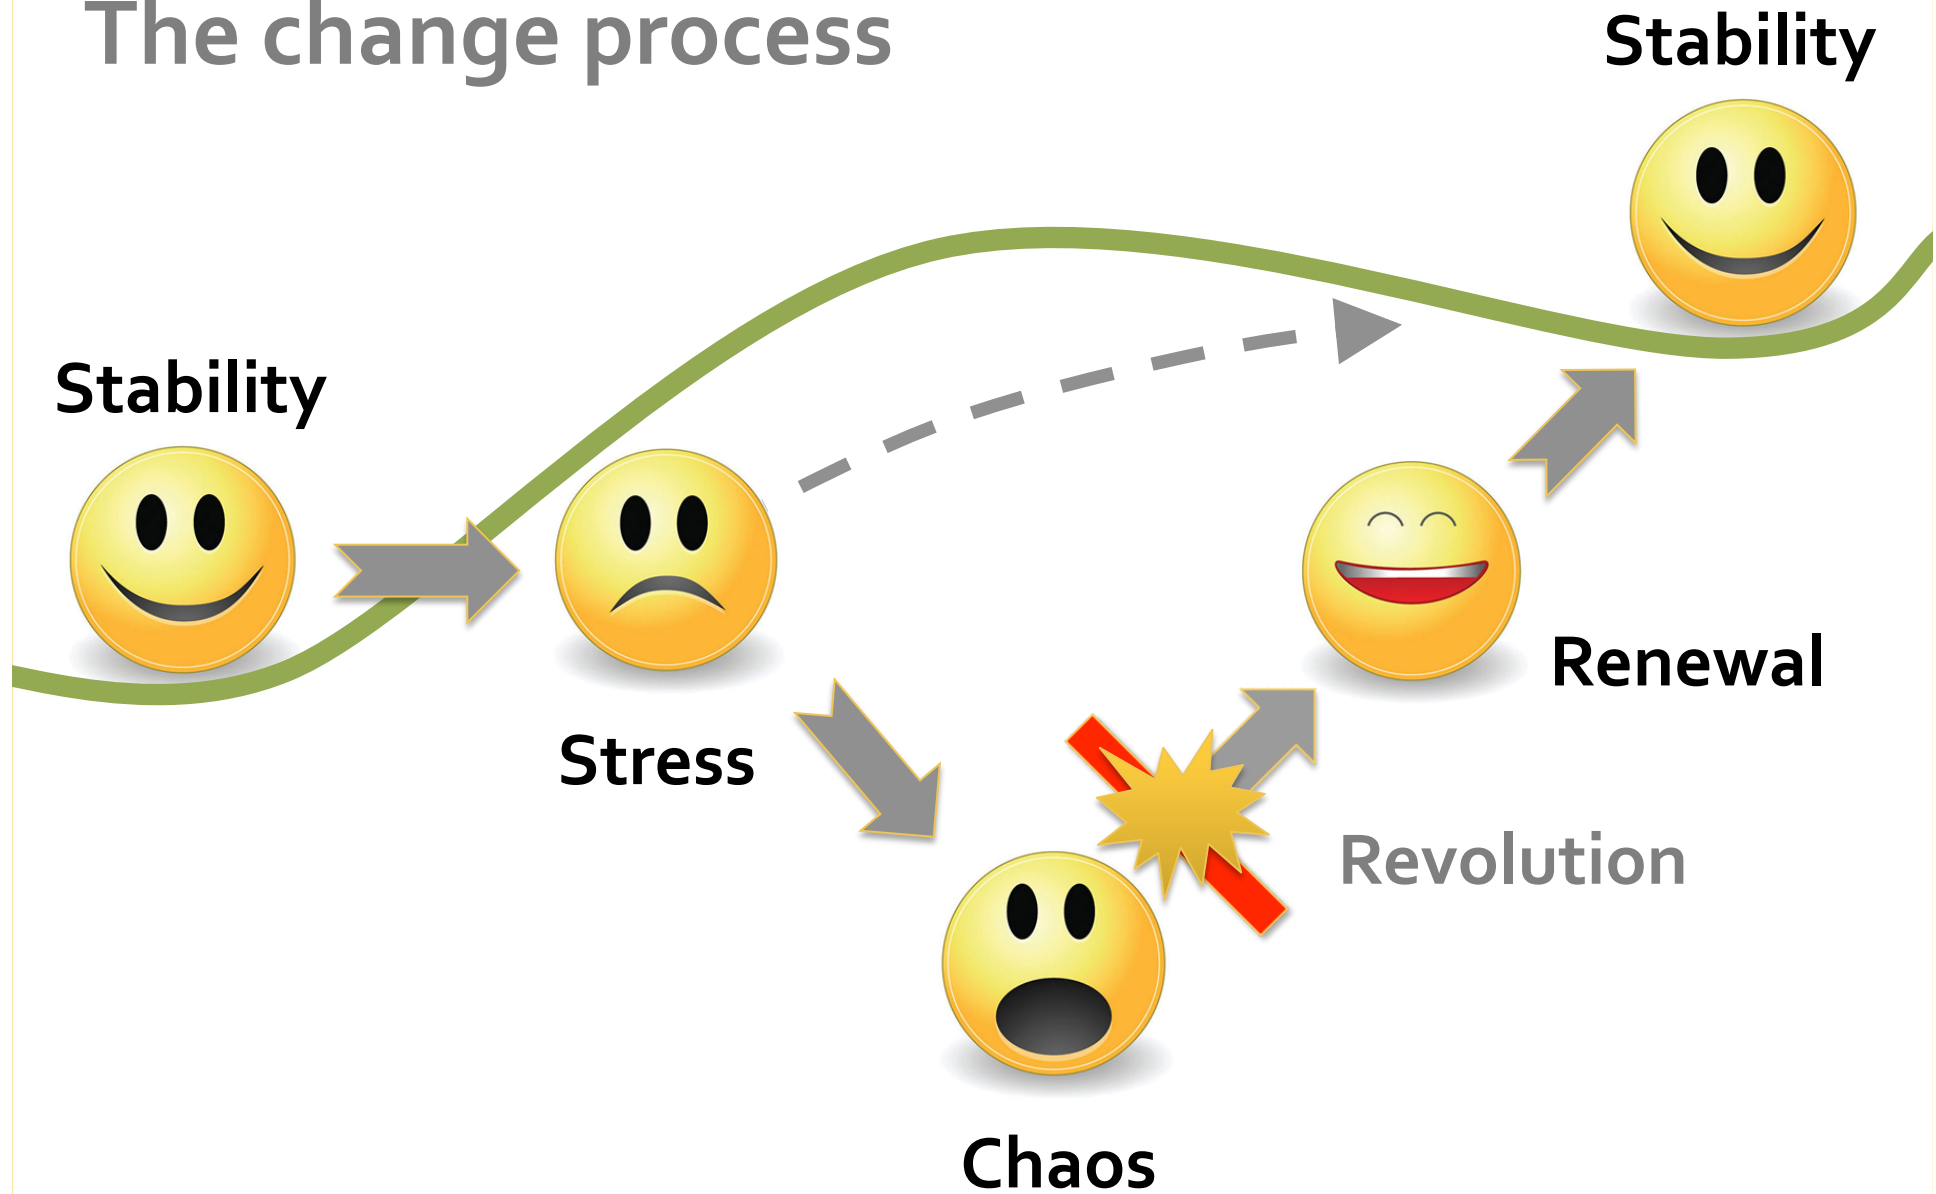 The change process
Stability
Stability
Stress
Renewal
Revolution
Chaos